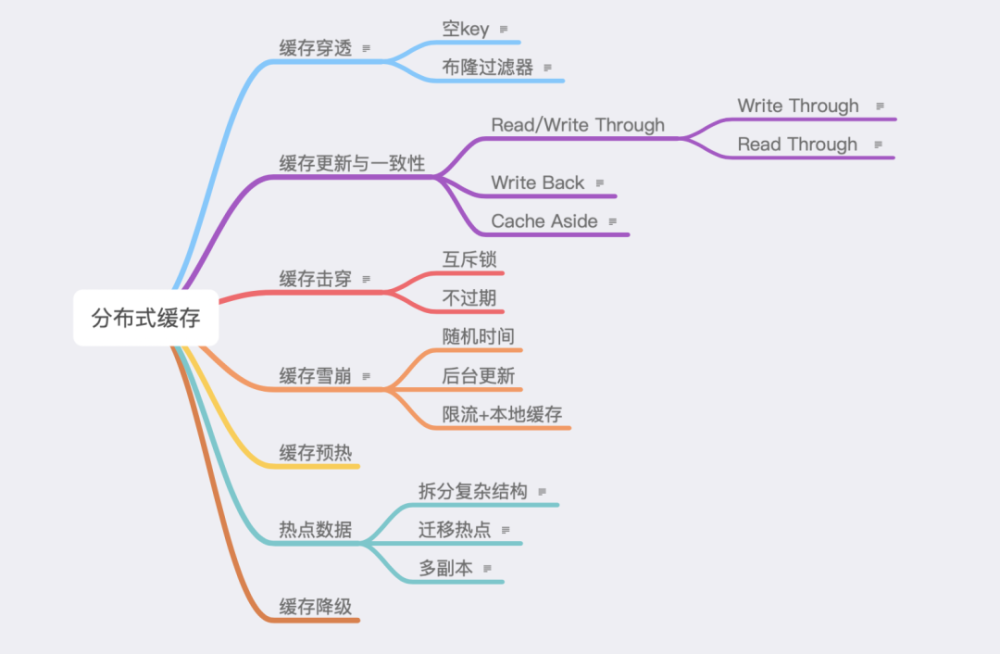 分布式缓存
缓存穿透
空key
布隆过滤器
缓存更新与一致性
Read/Write Through
Write Through
Read Through
Write Back
Cache Aside
缓存击穿
互斥锁
不过期
缓存雪崩
随机时间
后台更新
限流+本地缓存
缓存预热
热点数据
拆分复杂结构
迁移热点
多副本
缓存降级